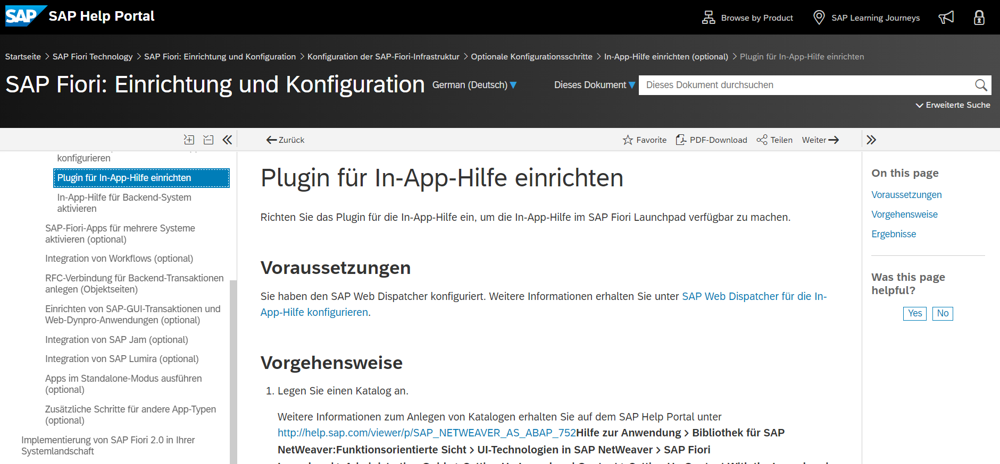 SAP SAP Help Portal
Browse by Product
SAP Learning Journeys
Startseite > SAP Fiori Technology > SAP Fiori: Einrichtung und Konfiguration > Konfiguration der SAP-Fiori-Infrastruktur > Optionale Konfigurationsschritte > In-App-Hilfe einrichten (optional) > Plugin für In-App-Hilfe einrichten
SAP Fiori: Einrichtung und Konfiguration
German (Deutsch)
Dieses Dokument
Dieses Dokument durchsuchen
Erweiterte Suche
Zurück
Favorite
PDF-Download
Teilen
Weiter
konfigurieren
Plugin für In-App-Hilfe einrichten
In-App-Hilfe für Backend-System
aktivieren
SAP-Fiori-Apps für mehrere Systeme
aktivieren (optional)
Integration von Workflows (optional)
RFC-Verbindung für Backend-Transaktionen
anlegen (Objektseiten)
Einrichten von SAP-GUI-Transaktionen und
Web-Dynpro-Anwendungen (optional)
Integration von SAP Jam (optional)
Integration von SAP Lumira (optional)
Apps im Standalone-Modus ausführen
(optional)
Zusätzliche Schritte für andere App-Typen
(optional)
Implementierung von SAP Fiori 2.0 in Ihrer
Systemlandschaft
Plugin für In-App-Hilfe einrichten
Richten Sie das Plugin für die In-App-Hilfe ein, um die In-App-Hilfe im SAP Fiori Launchpad verfügbar zu machen.
Voraussetzungen
Sie haben den SAP Web Dispatcher konfiguriert. Weitere Informationen erhalten Sie unter SAP Web Dispatcher für die In-
App-Hilfe konfigurieren.
Vorgehensweise
1. Legen Sie einen Katalog an.
Weitere Informationen zum Anlegen von Katalogen erhalten Sie auf dem SAP Help Portal unter
http://help.sap.com/viewer/p/SAP_NETWEAVER_AS_ABAP_752Hilfe zur Anwendung > Bibliothek für SAP
NetWeaver:Funktionsorientierte Sicht > UI-Technologien in SAP NetWeaver > SAP Fiori
On this page
Voraussetzungen
Vorgehensweise
Ergebnisse
Was this page
helpful?
Yes
No